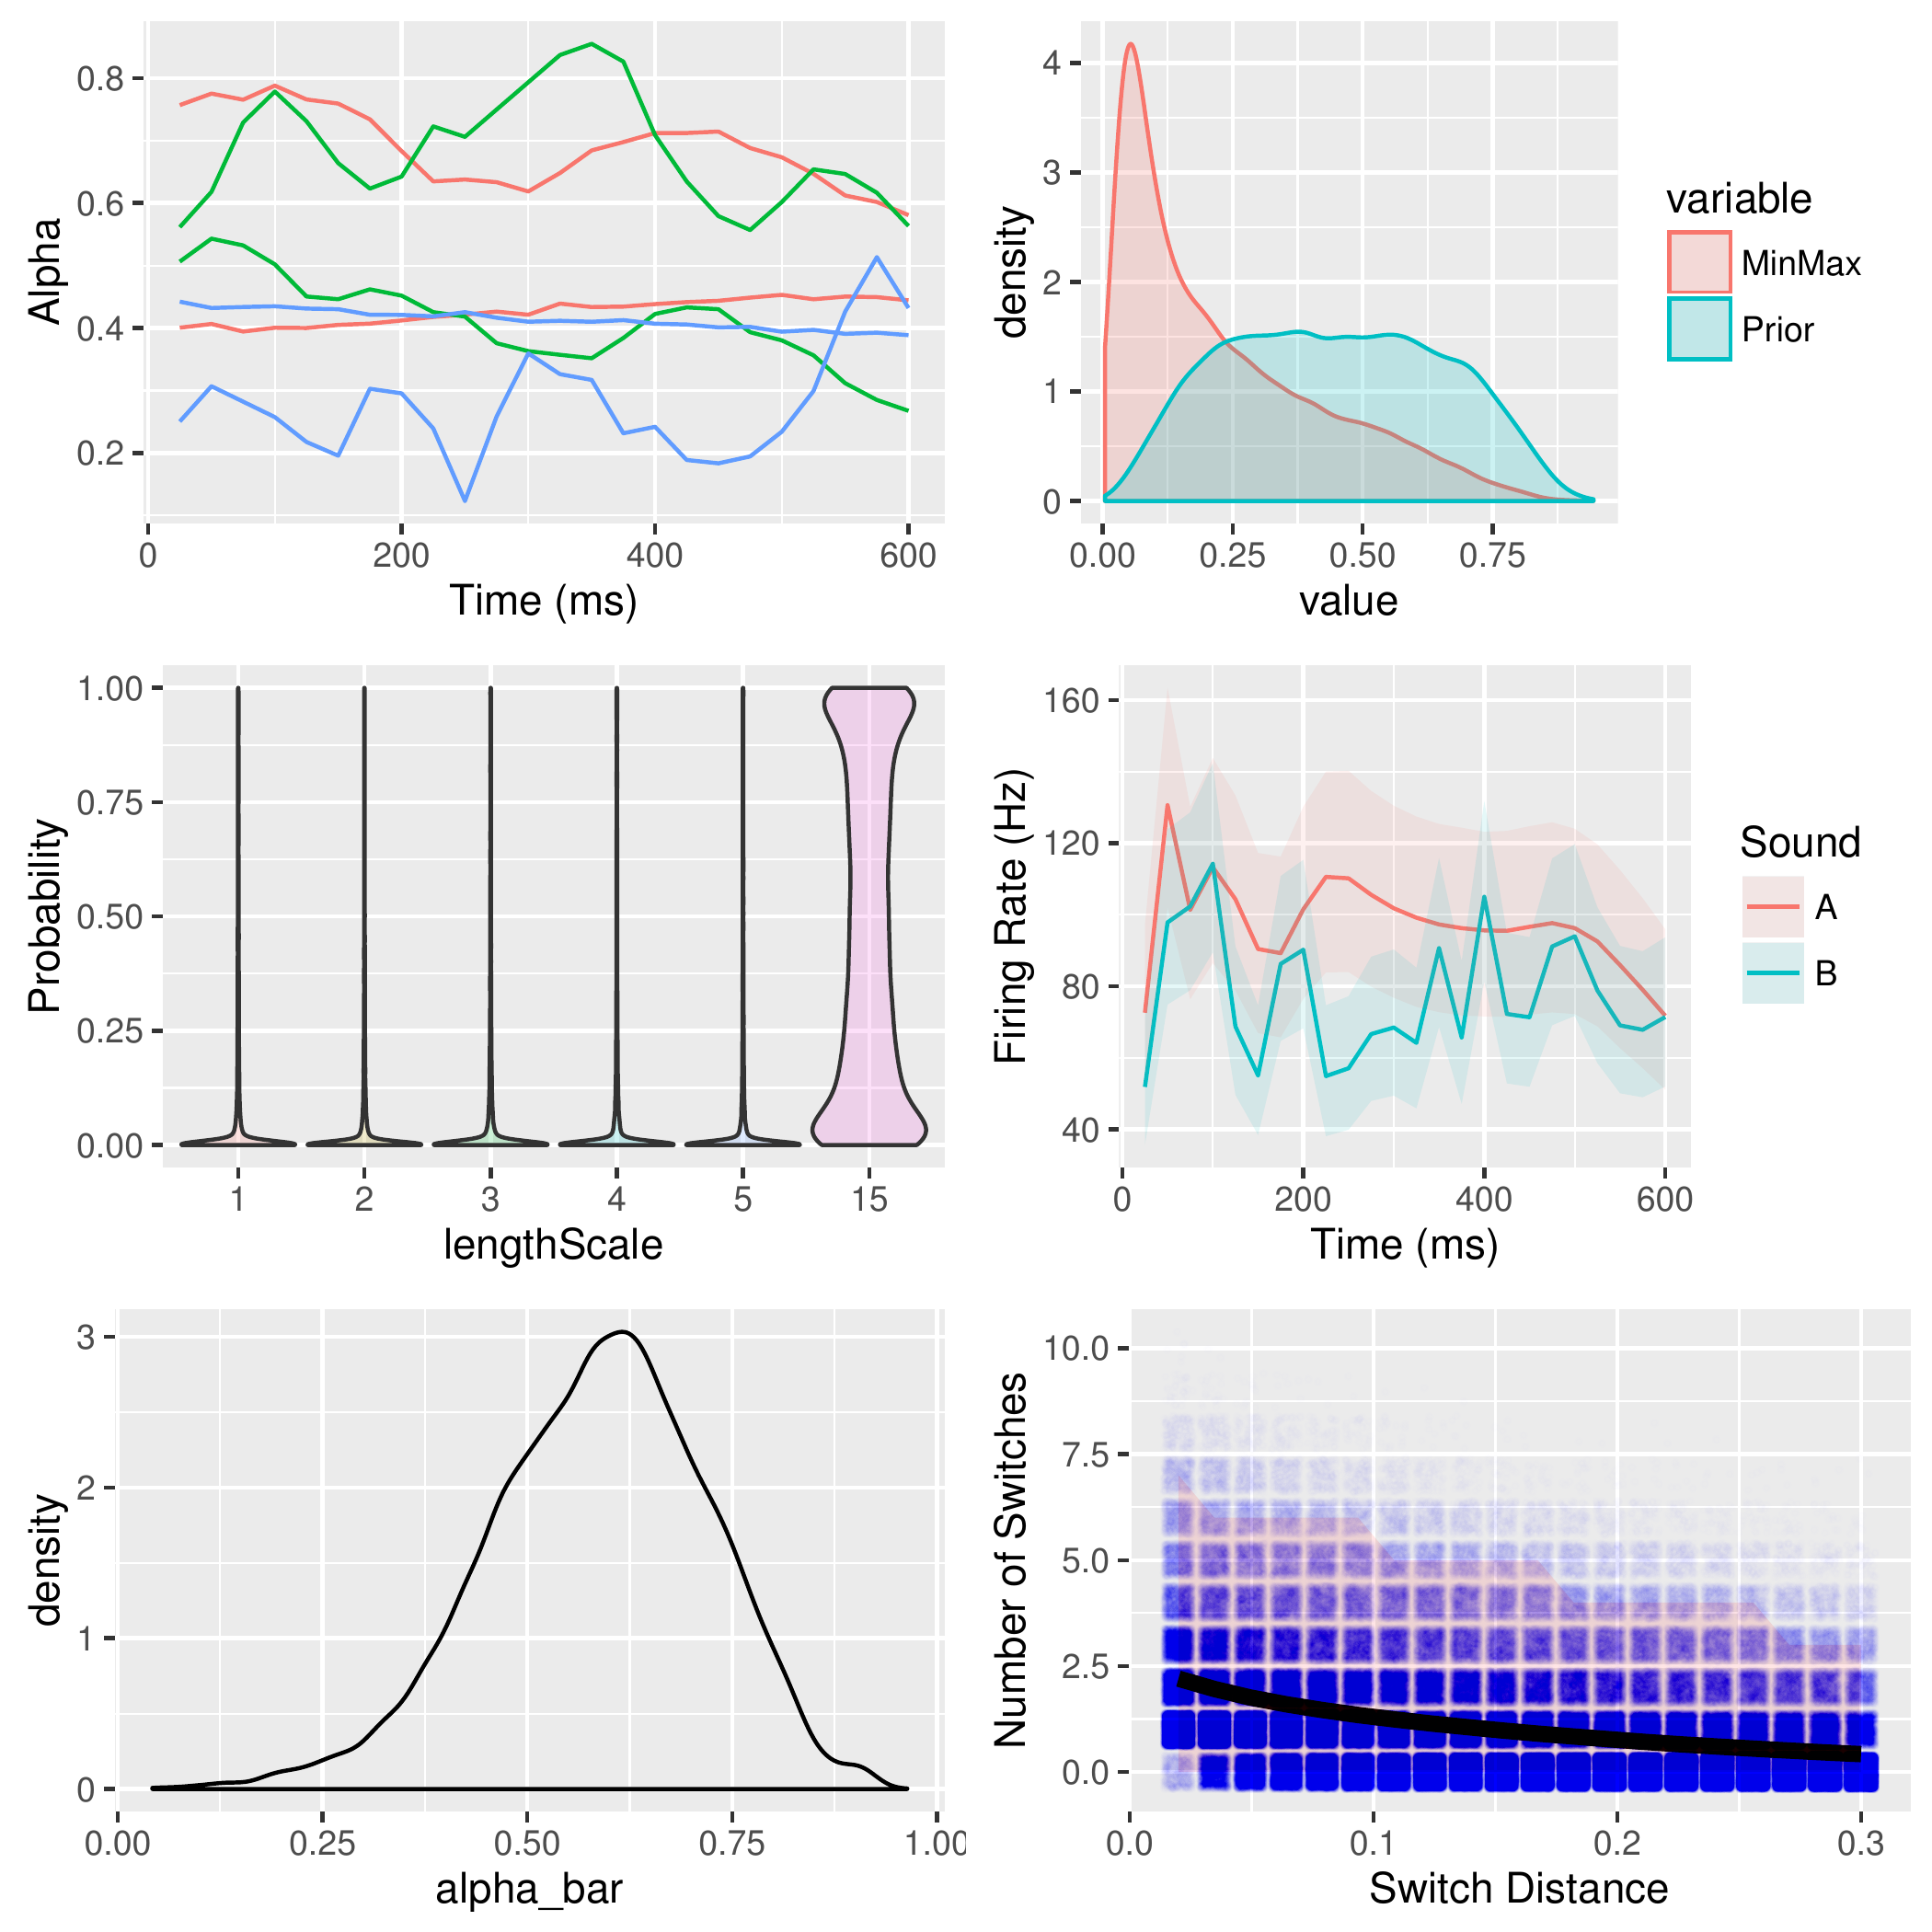 Alpha
0.8
0.6
0.4
0.2
0 200 400 600
Time (ms)
density
4
3
2
1
0
0.00 0.25 0.50 0.75
value
variable
MinMax
Prior
Probability
1.00
0.75
0.50
0.25
0.00
1 2 3 4 5 15
lengthScale
Firing Rate (Hz)
160
120
80
40
0 200 400 600
Time (ms)
Sound
A
B
density
3
2
1
0
0.00 0.25 0.50 0.75 1.00
alpha_bar
Number of Switches
10.0
7.5
5.0
2.5
0.0
0.0 0.1 0.2 0.3
Switch Distance